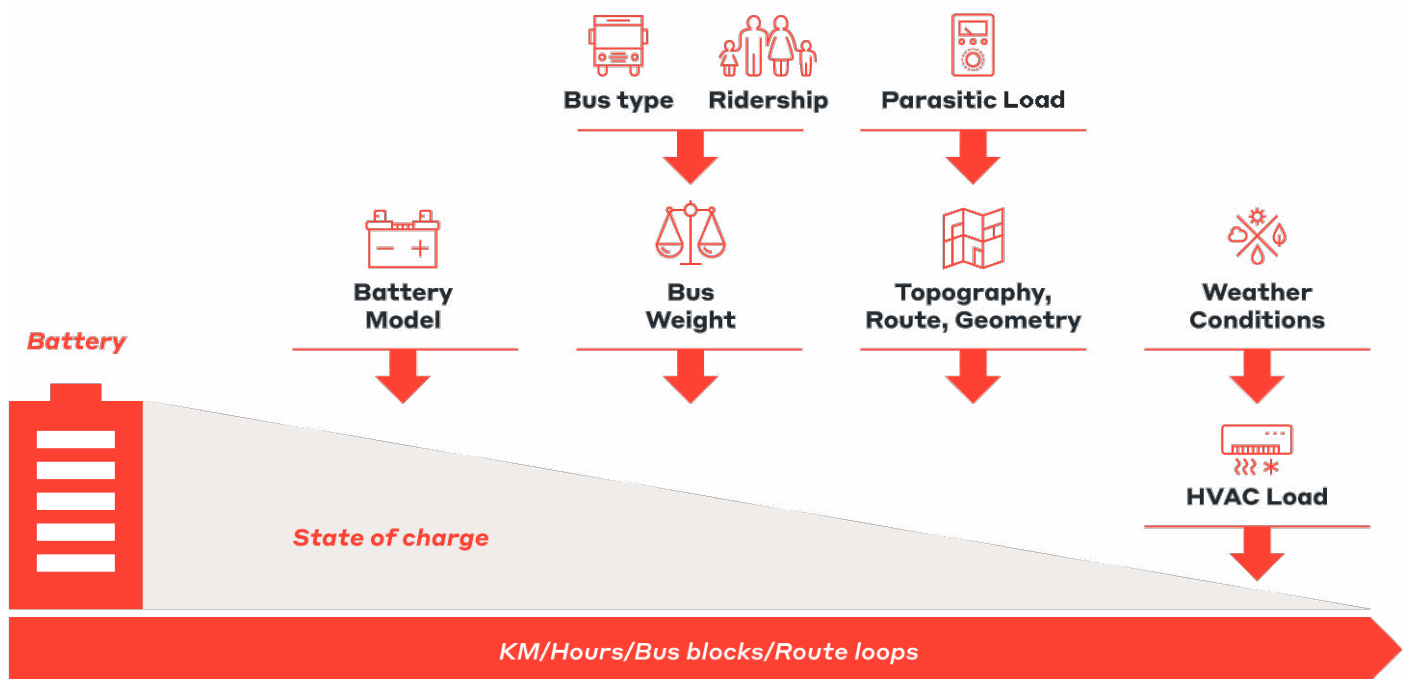 Bus type
Ridership
Parasitic Load
Battery
Model
Bus
Weight
Topography,
Route, Geometry
Weather
Conditions
Battery
HVAC Load
State of charge
KM/Hours/Bus blocks/Route loops